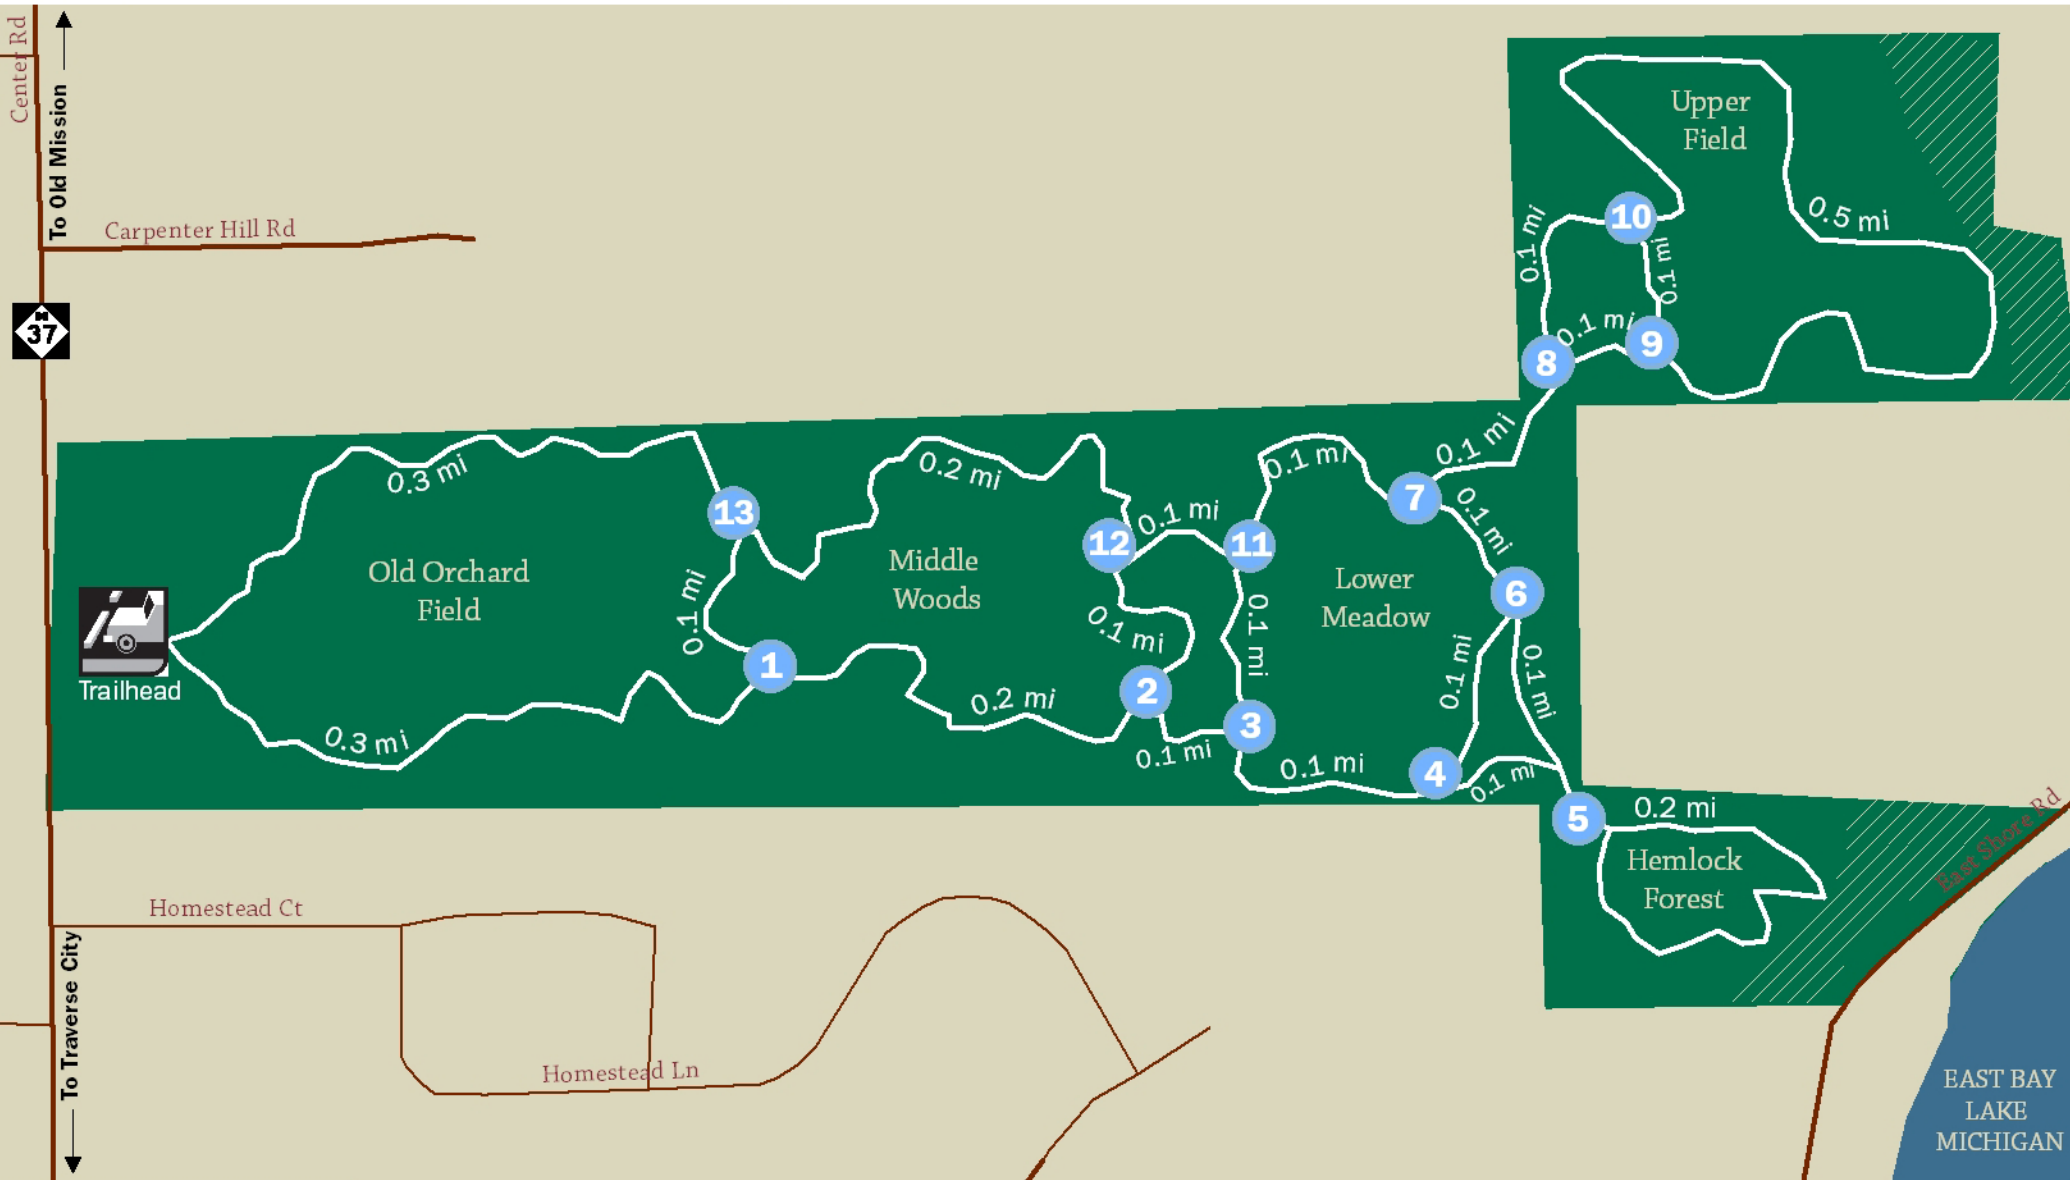 Center Rd
To Old Mission
Carpenter Hill Rd
M
37
Upper
Field
0.5 mi
10
0.1 mi
0.1 mi
0.1 mi
8
9
0.1 mi
0.3 mi
0.2 mi
0.1 mi
7
0.1 mi
13
12
0.1 mi
11
Old Orchard
Field
Middle
Woods
Lower
Meadow
6
0.1 mi
0.1 mi
0.1 mi
0.1 mi
0.1 mi
Trailhead
1
2
0.2 mi
3
0.3 mi
0.1 mi
0.1 mi
4
0.1 mi
5
0.2 mi
Hemlock
Forest
East Shore Rd
Homestead Ct
To Traverse City
Homestead Ln
EAST BAY
LAKE
MICHIGAN